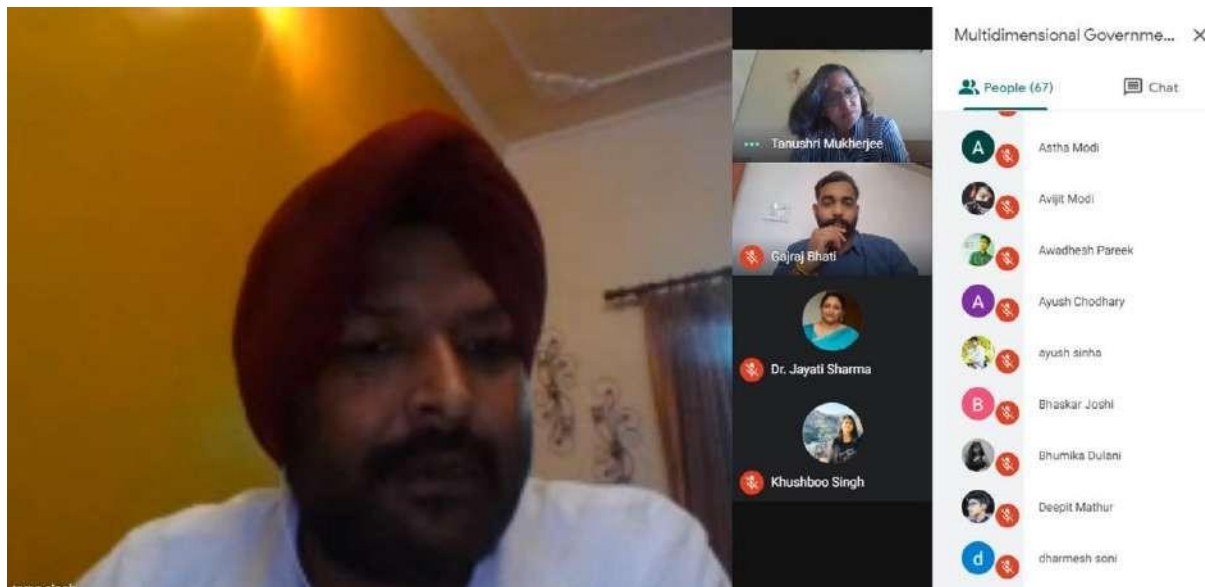 Tanushri Mukherjee
Gajraj Bhati
Dr. Jayati Sharma
Khushboo Singh
Multidimensional Governme...
People (67)
Chat
A
Astha Modi
Avijit Modi
Awadhesh Pareek
A
Ayush Chodhary
ayush sinha
B
Bhaskar Joshi
Bhumika Dulani
Deepit Mathur
d
dharmesh soni